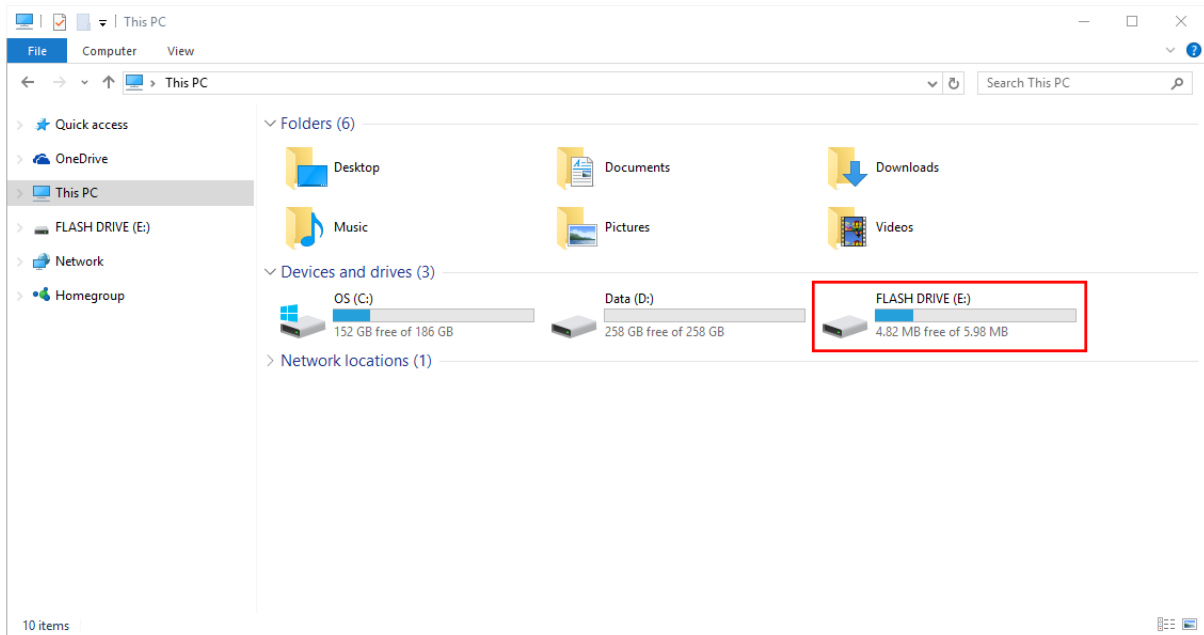 This PC
File Computer View
This PC Search This PC
Quick access
OneDrive
This PC
FLASH DRIVE (E:)
Network
Homegroup
Folders (6)
Desktop Documents Downloads
Music Pictures Videos
Devices and drives (3)
OS (C:) Data (D:) FLASH DRIVE (E:)
152 GB free of 186 GB 258 GB free of 258 GB 4.82 MB free of 5.98 MB
Network locations (1)
10 items